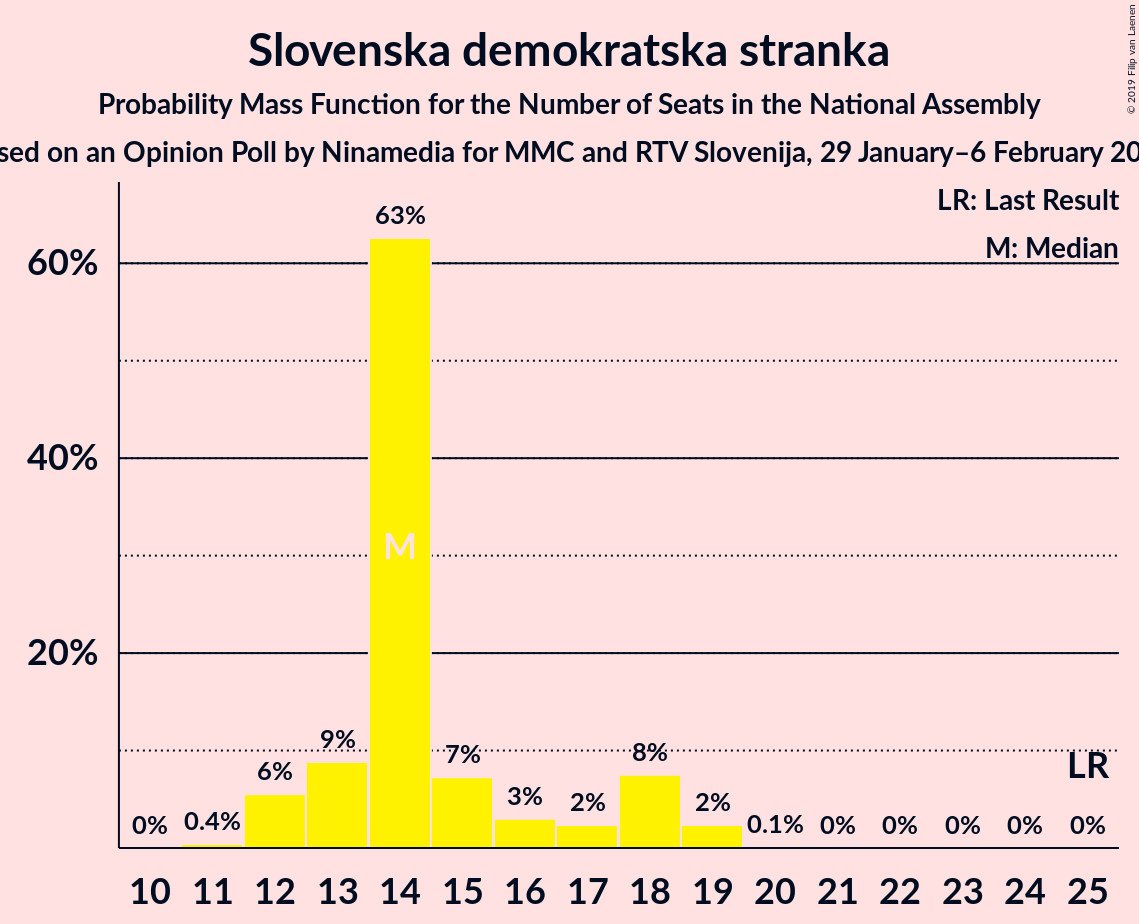 Slovenska demokratska stranka
Probability Mass Function for the Number of Seats in the National Assembly
on an Opinion Poll by Ninamedia for MMC and RTV Slovenija, 29 January–6 February
© 2019 Filip van Laenen
LR: Last Result
M: Median
63%
60%
40%
M
20%
9%
7%
8%
LR
6%
3%
2%
2%
0%
0.4%
0.1%
0%
0%
0%
0%
0%
10 11 12 13 14 15 16 17 18 19 20 21 22 23 24 25